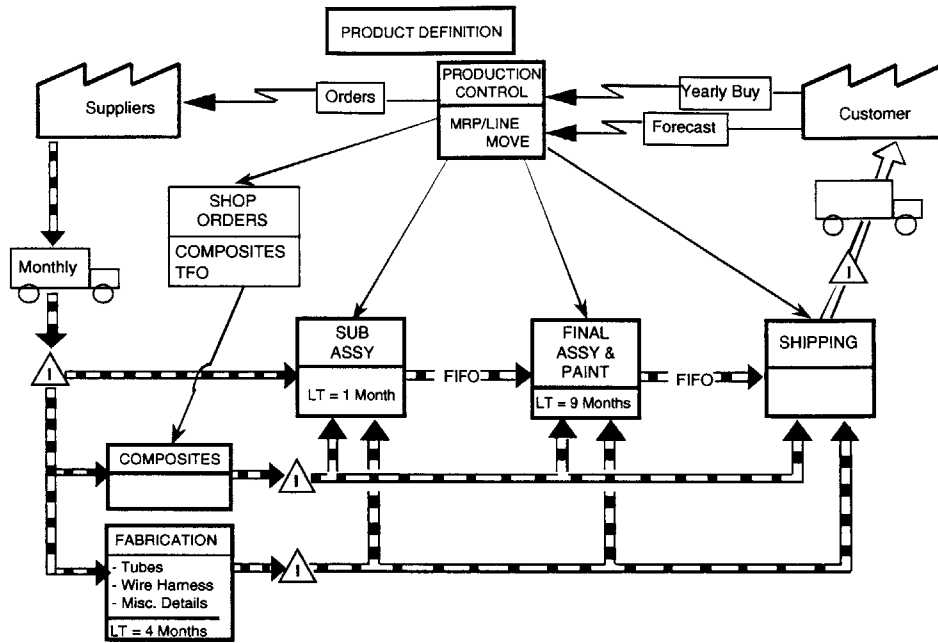 PRODUCT DEFINITION
Suppliers
Orders
PRODUCTION
CONTROL
MRP/LINE
MOVE
Yearly Buy
Forecast
Customer
SHOP
ORDERS
COMPOSITES
TFO
Monthly
I
I
SUB
ASSY
LT = 1 Month
FIFO
FINAL
ASSY &
PAINT
LT = 9 Months
FIFO
SHIPPING
COMPOSITES
I
FABRICATION
- Tubes
- Wire Harness
- Misc. Details
LT = 4 Months
I